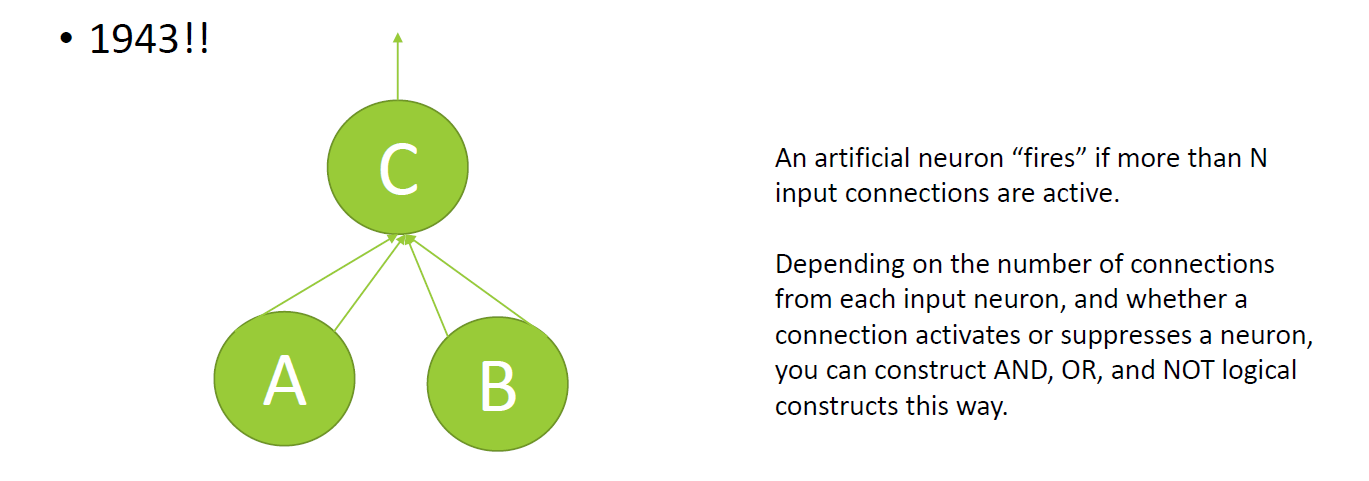 • 1943!!
C
A
B
An artificial neuron “fires” if more than N
input connections are active.
Depending on the number of connections
from each input neuron, and whether a
connection activates or suppresses a neuron,
you can construct AND, OR, and NOT logical
constructs this way.